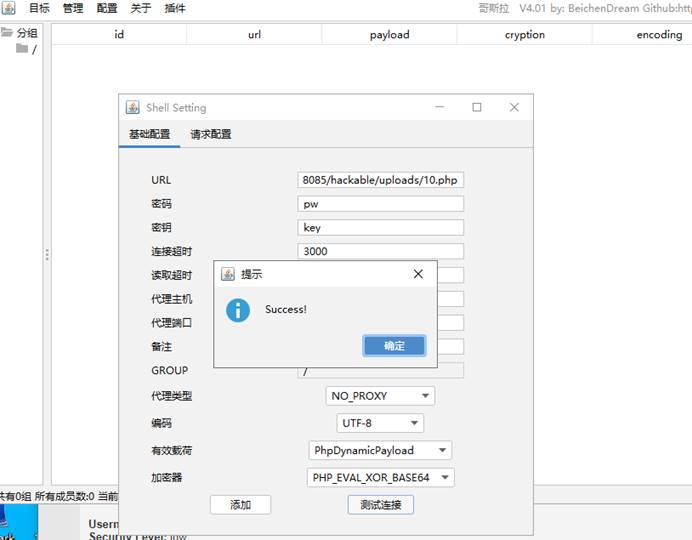 目标 管理 配置 关于 插件 哥斯拉 V4.01 by: BeichenDream Github:http
分组 id url payload cryption encoding
/
Shell Setting
基础配置 请求配置
URL 8085/hackable/uploads/10.php
密码 pw
密钥 key
连接超时 3000
读取超时
提示
代理主机
Success!
代理端口
备注
确定
GROUP /
代理类型 NO_PROXY
编码 UTF-8
有效载荷 PhpDynamicPayload
加密器 PHP_EVAL_XOR_BASE64
共有0组 所有成员数:0 当前
添加 测试连接
Usern
Security Level: low